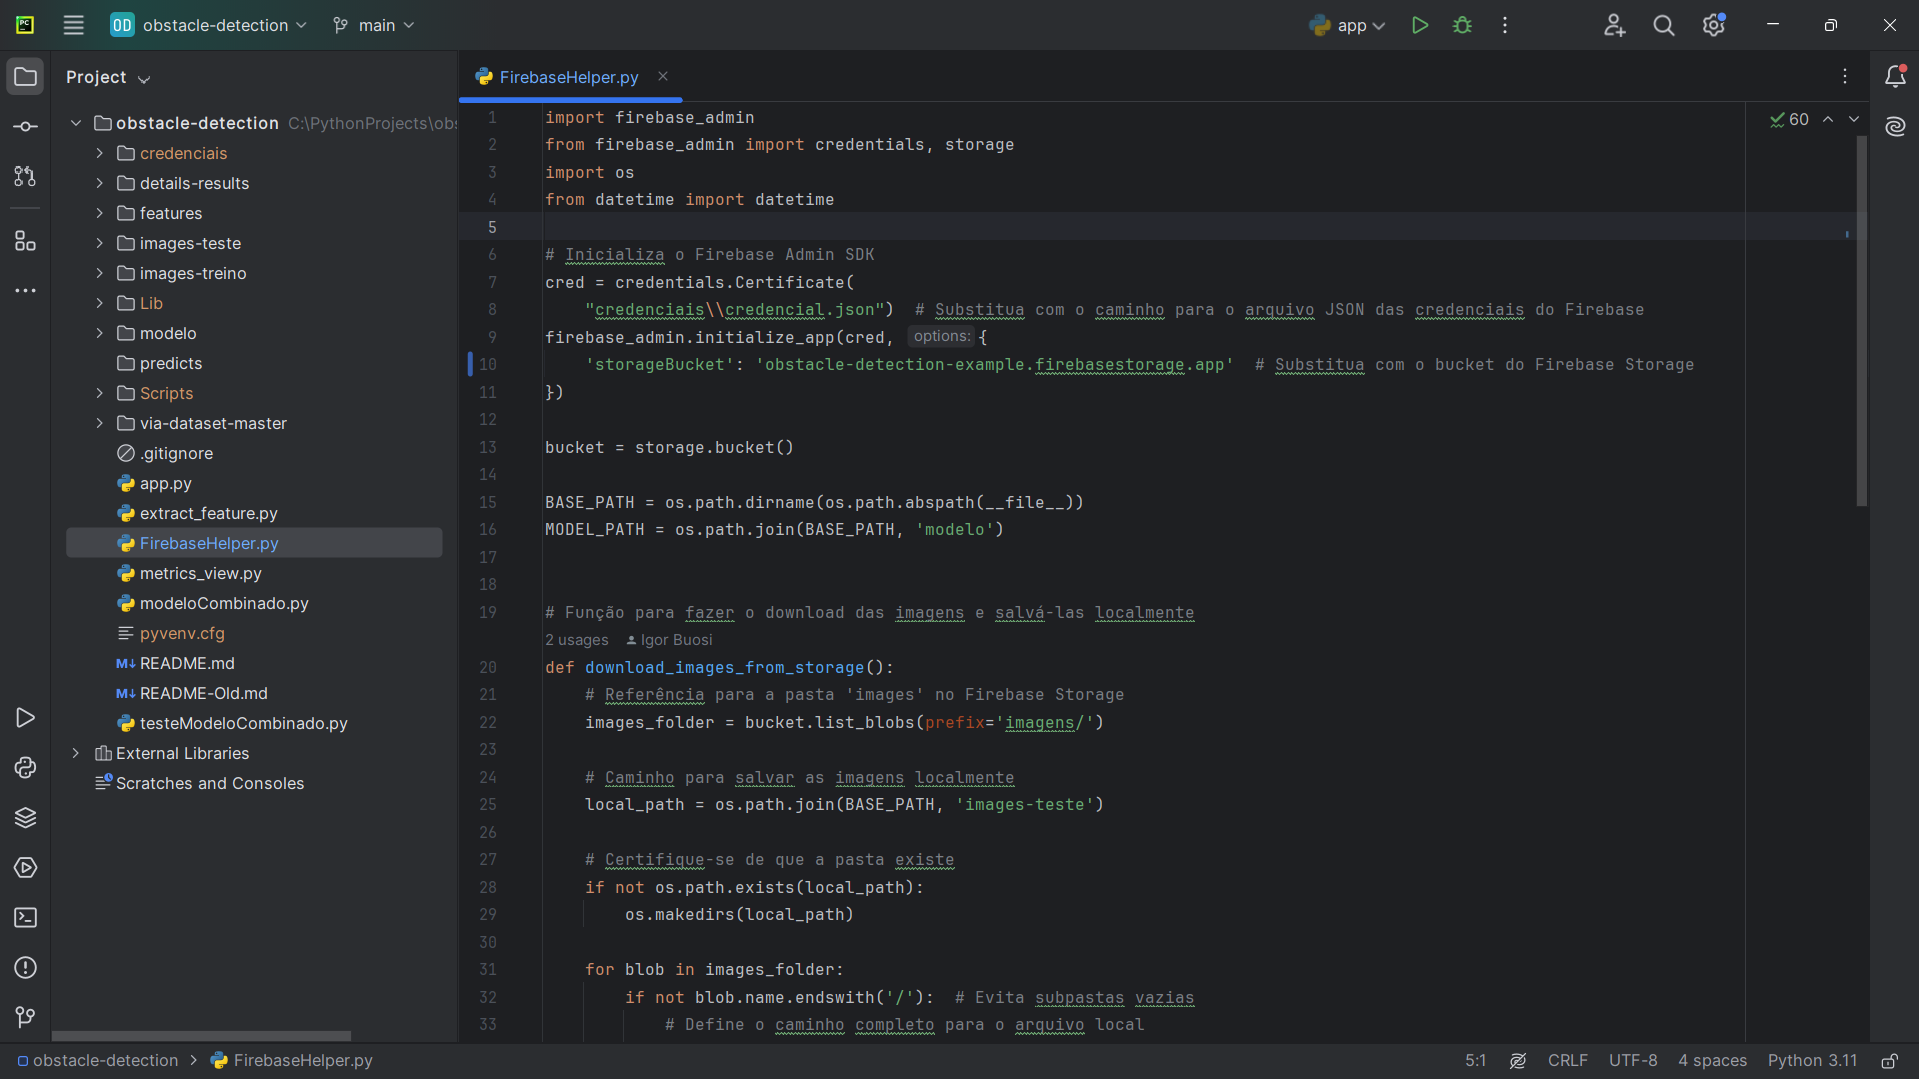 PC
OD obstacle-detection main app
Project
obstacle-detection C:\PythonProjects\obs
credenciais
details-results
features
images-teste
images-treino
Lib
modelo
predicts
Scripts
via-dataset-master
.gitignore
app.py
extract_feature.py
FirebaseHelper.py
metrics_view.py
modeloCombinado.py
pyvenv.cfg
M↓ README.md
M↓ README-Old.md
testeModeloCombinado.py
External Libraries
Scratches and Consoles
FirebaseHelper.py
60
1 import firebase_admin
2 from firebase_admin import credentials, storage
3 import os
4 from datetime import datetime
5
6 # Inicializa o Firebase Admin SDK
7 cred = credentials.Certificate(
8 "credenciais\\credencial.json") # Substitua com o caminho para o arquivo JSON das credenciais do Firebase
9 firebase_admin.initialize_app(cred, options: {
10 'storageBucket': 'obstacle-detection-example.firebasestorage.app' # Substitua com o bucket do Firebase Storage
11 })
12
13 bucket = storage.bucket()
14
15 BASE_PATH = os.path.dirname(os.path.abspath(__file__))
16 MODEL_PATH = os.path.join(BASE_PATH, 'modelo')
17
18
19 # Função para fazer o download das imagens e salvá-las localmente
2 usages Igor Buosi
20 def download_images_from_storage():
21 # Referência para a pasta 'images' no Firebase Storage
22 images_folder = bucket.list_blobs(prefix='imagens/')
23
24 # Caminho para salvar as imagens localmente
25 local_path = os.path.join(BASE_PATH, 'images-teste')
26
27 # Certifique-se de que a pasta existe
28 if not os.path.exists(local_path):
29 os.makedirs(local_path)
30
31 for blob in images_folder:
32 if not blob.name.endswith('/'): # Evita subpastas vazias
33 # Define o caminho completo para o arquivo local
obstacle-detection > FirebaseHelper.py
5:1 CRLF UTF-8 4 spaces Python 3.11